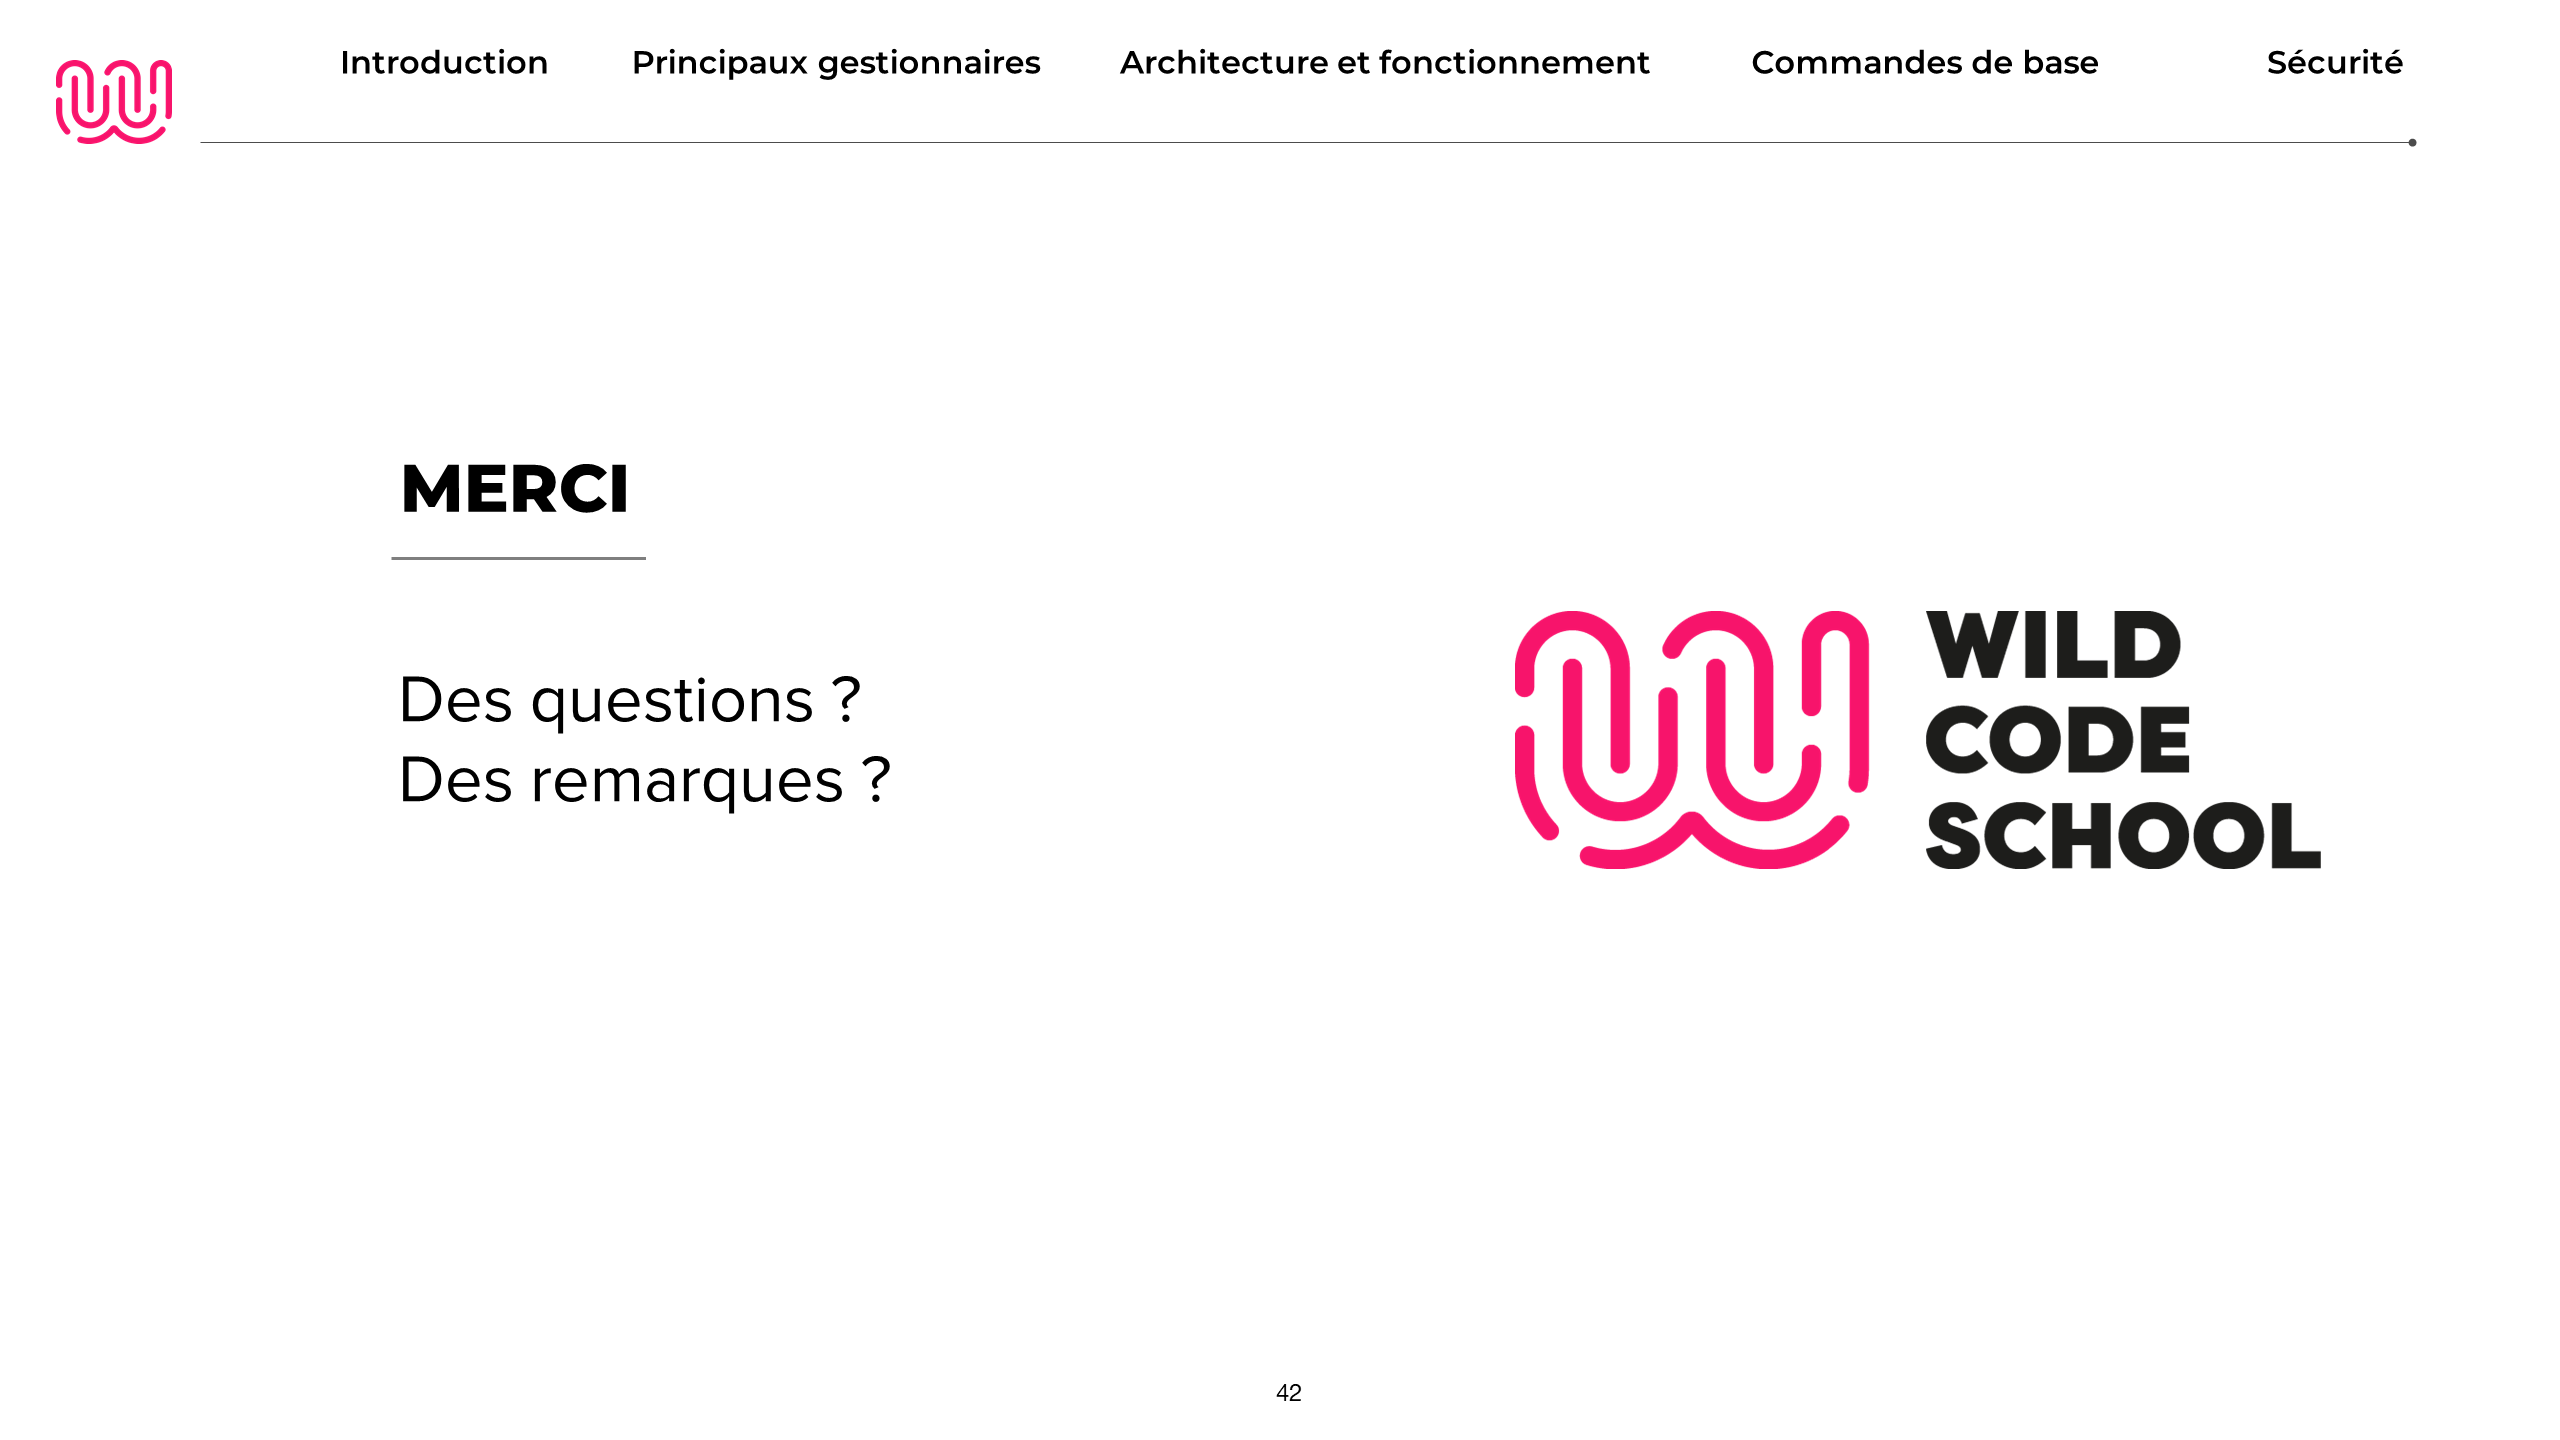 Introduction Principaux gestionnaires Architecture et fonctionnement Commandes de base Sécurité
MERCI
Des questions ?
Des remarques ?
WILD
CODE
SCHOOL
42